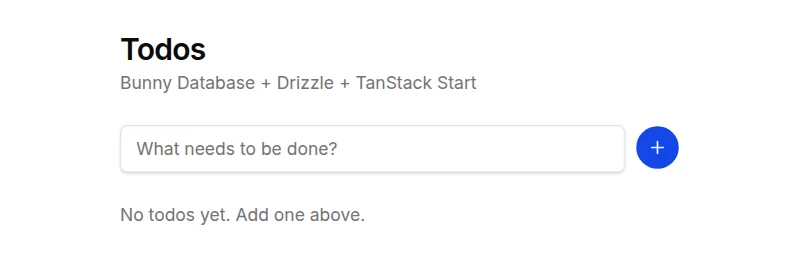 Todos
Bunny Database + Drizzle + TanStack Start
What needs to be done?
+
No todos yet. Add one above.